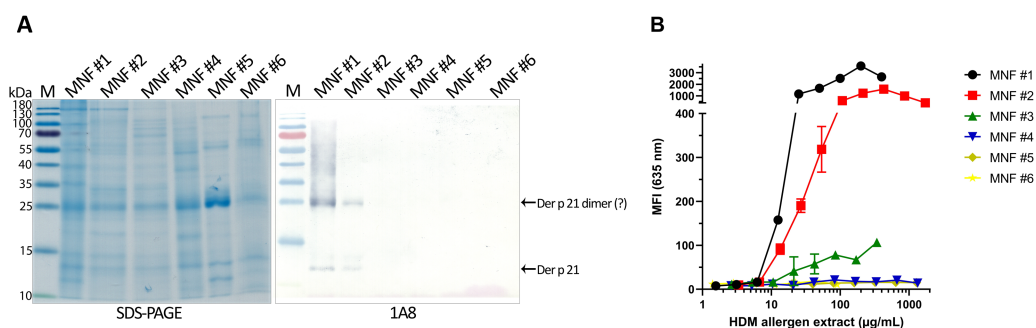 A
MNF #1
MNF #2
MNF #3
MNF #4
MNF #5
MNF #6
MNF #1
MNF #2
MNF #3
MNF #4
MNF #5
MNF #6
kDa
M
M
180
130
100
70
55
40
35
25
15
10
Der p 21 dimer (?)
Der p 21
SDS-PAGE
1A8
B
3000
2000
1000
400
300
200
100
0
MFI (635 nm)
1
10
100
1000
HDM allergen extract (µg/mL)
MNF #1
MNF #2
MNF #3
MNF #4
MNF #5
MNF #6